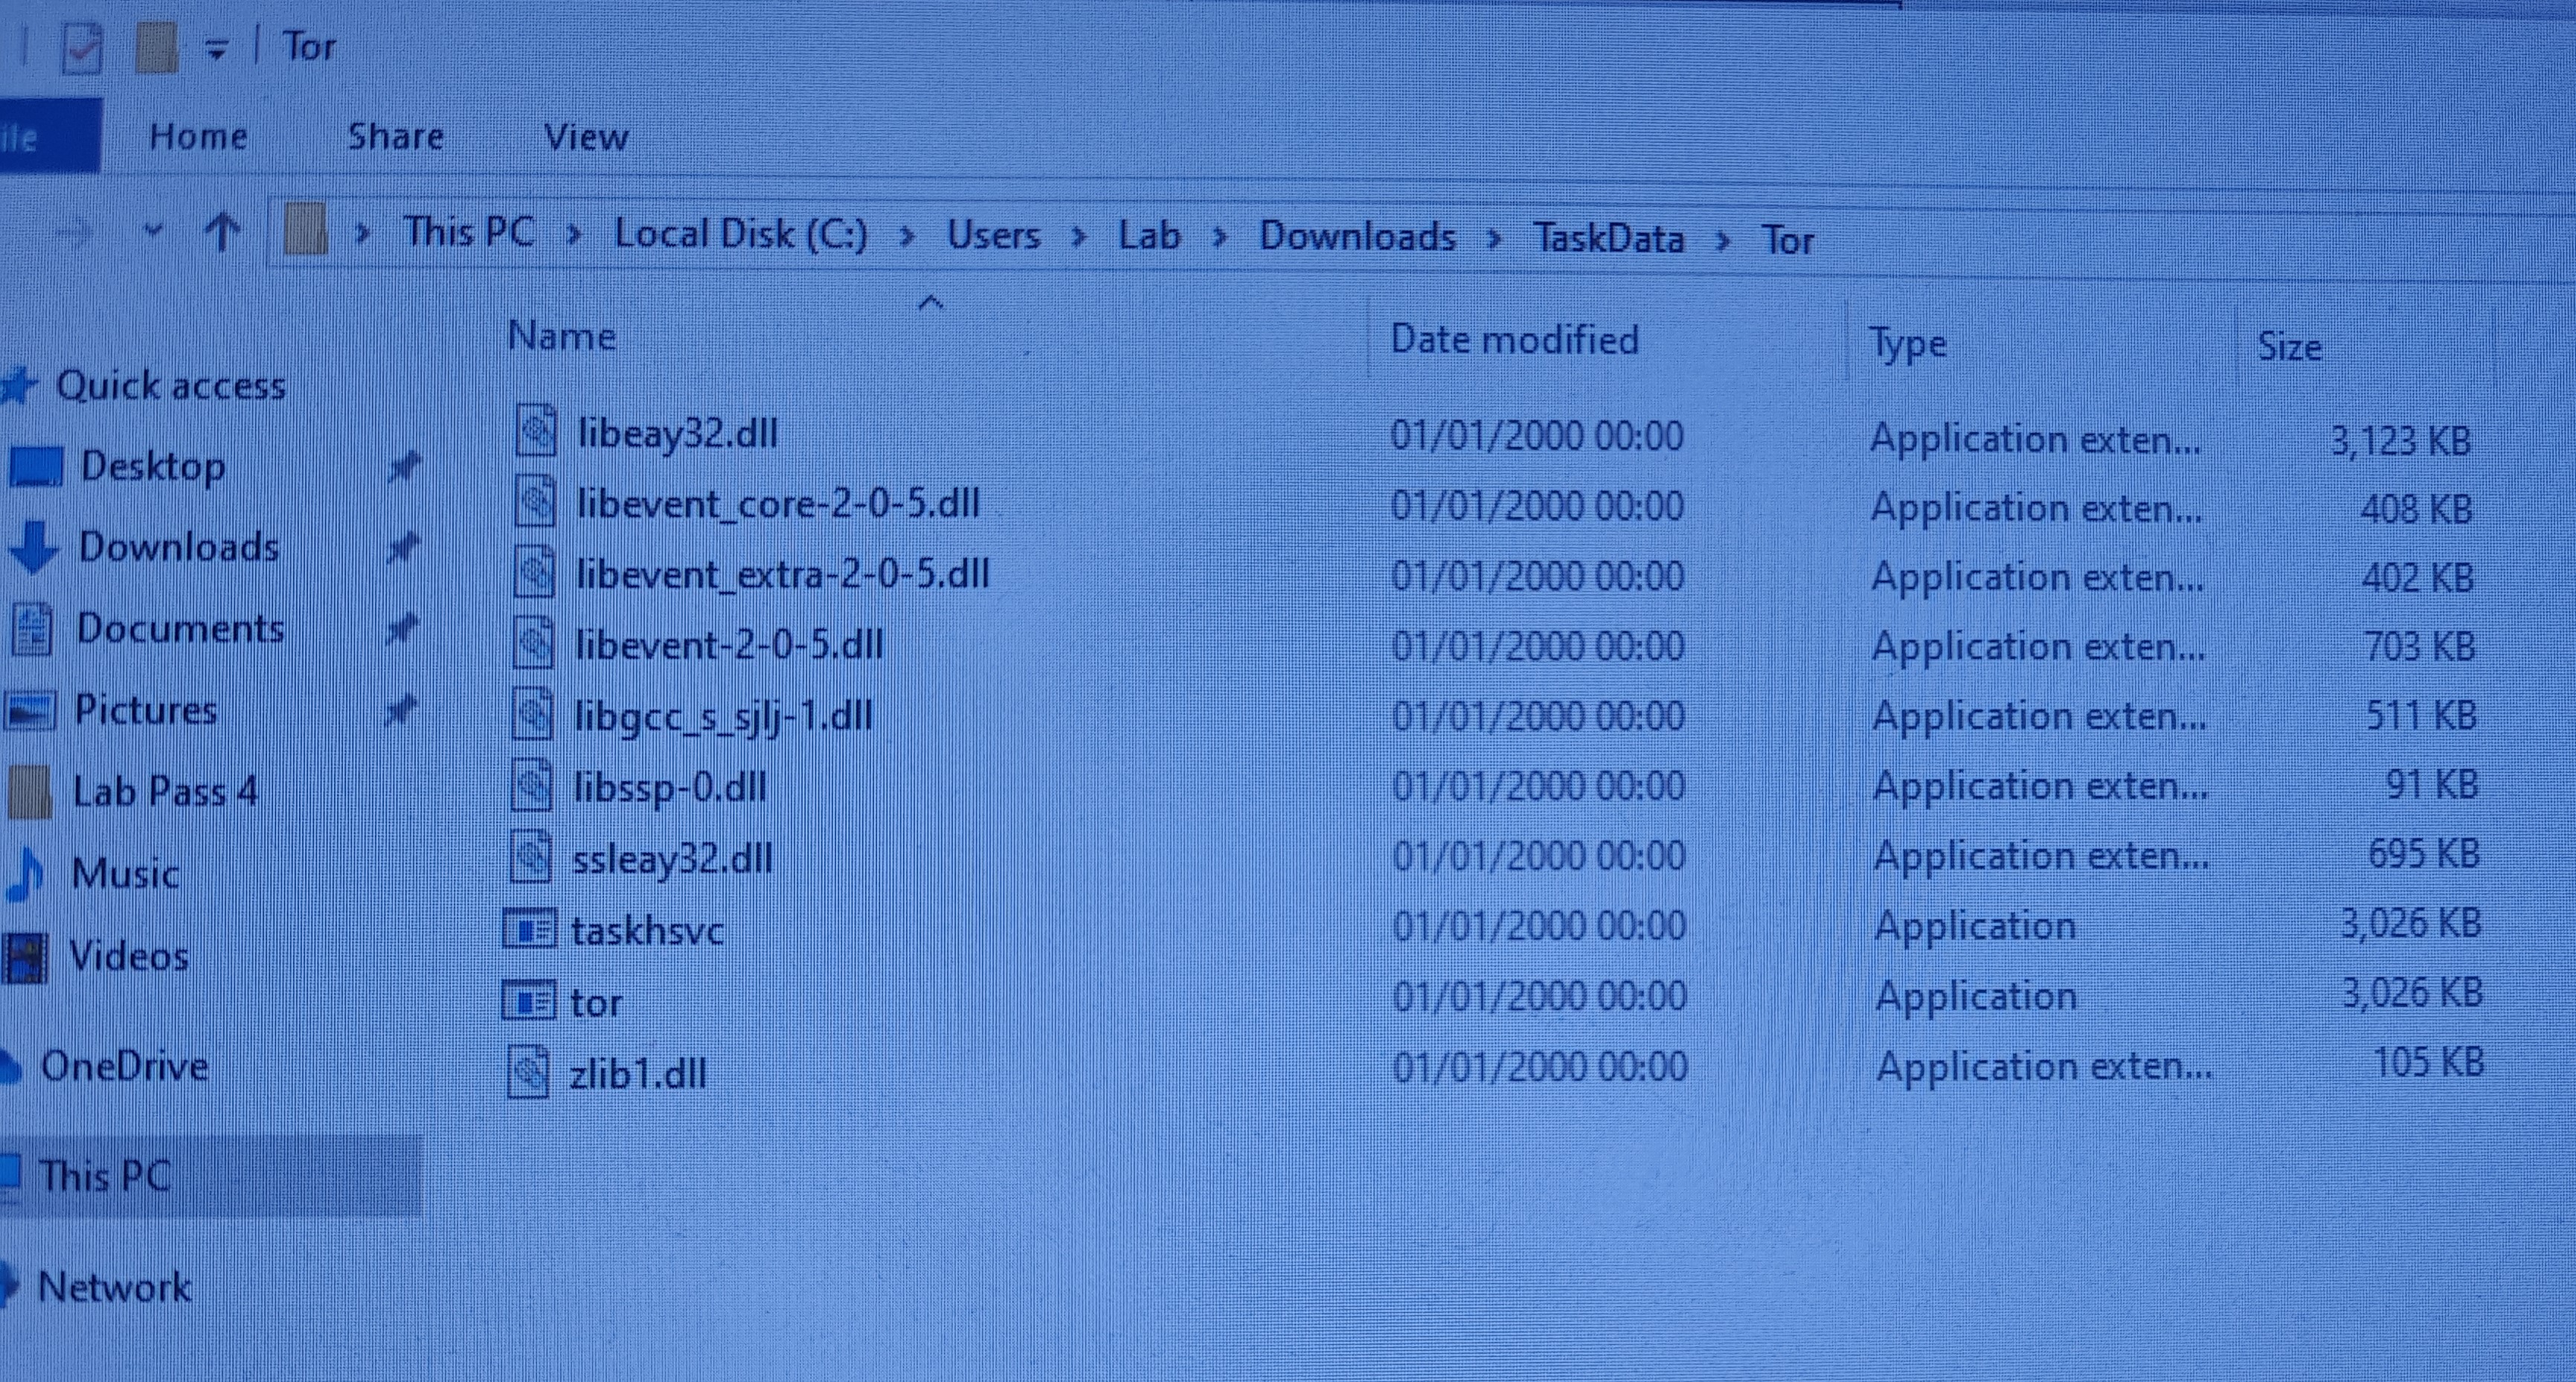 Tor
ile Home Share View
This PC › Local Disk (C:) › Users › Lab › Downloads › TaskData › Tor
Name Date modified Type Size
Quick access
Desktop
Downloads
Documents
Pictures
Lab Pass 4
Music
Videos
OneDrive
This PC
Network
libeay32.dll 01/01/2000 00:00 Application exten... 3,123 KB
libevent_core-2-0-5.dll 01/01/2000 00:00 Application exten... 408 KB
libevent_extra-2-0-5.dll 01/01/2000 00:00 Application exten... 402 KB
libevent-2-0-5.dll 01/01/2000 00:00 Application exten... 703 KB
libgcc_s_sjlj-1.dll 01/01/2000 00:00 Application exten... 511 KB
libssp-0.dll 01/01/2000 00:00 Application exten... 91 KB
ssleay32.dll 01/01/2000 00:00 Application exten... 695 KB
taskhsvc 01/01/2000 00:00 Application 3,026 KB
tor 01/01/2000 00:00 Application 3,026 KB
zlib1.dll 01/01/2000 00:00 Application exten... 105 KB